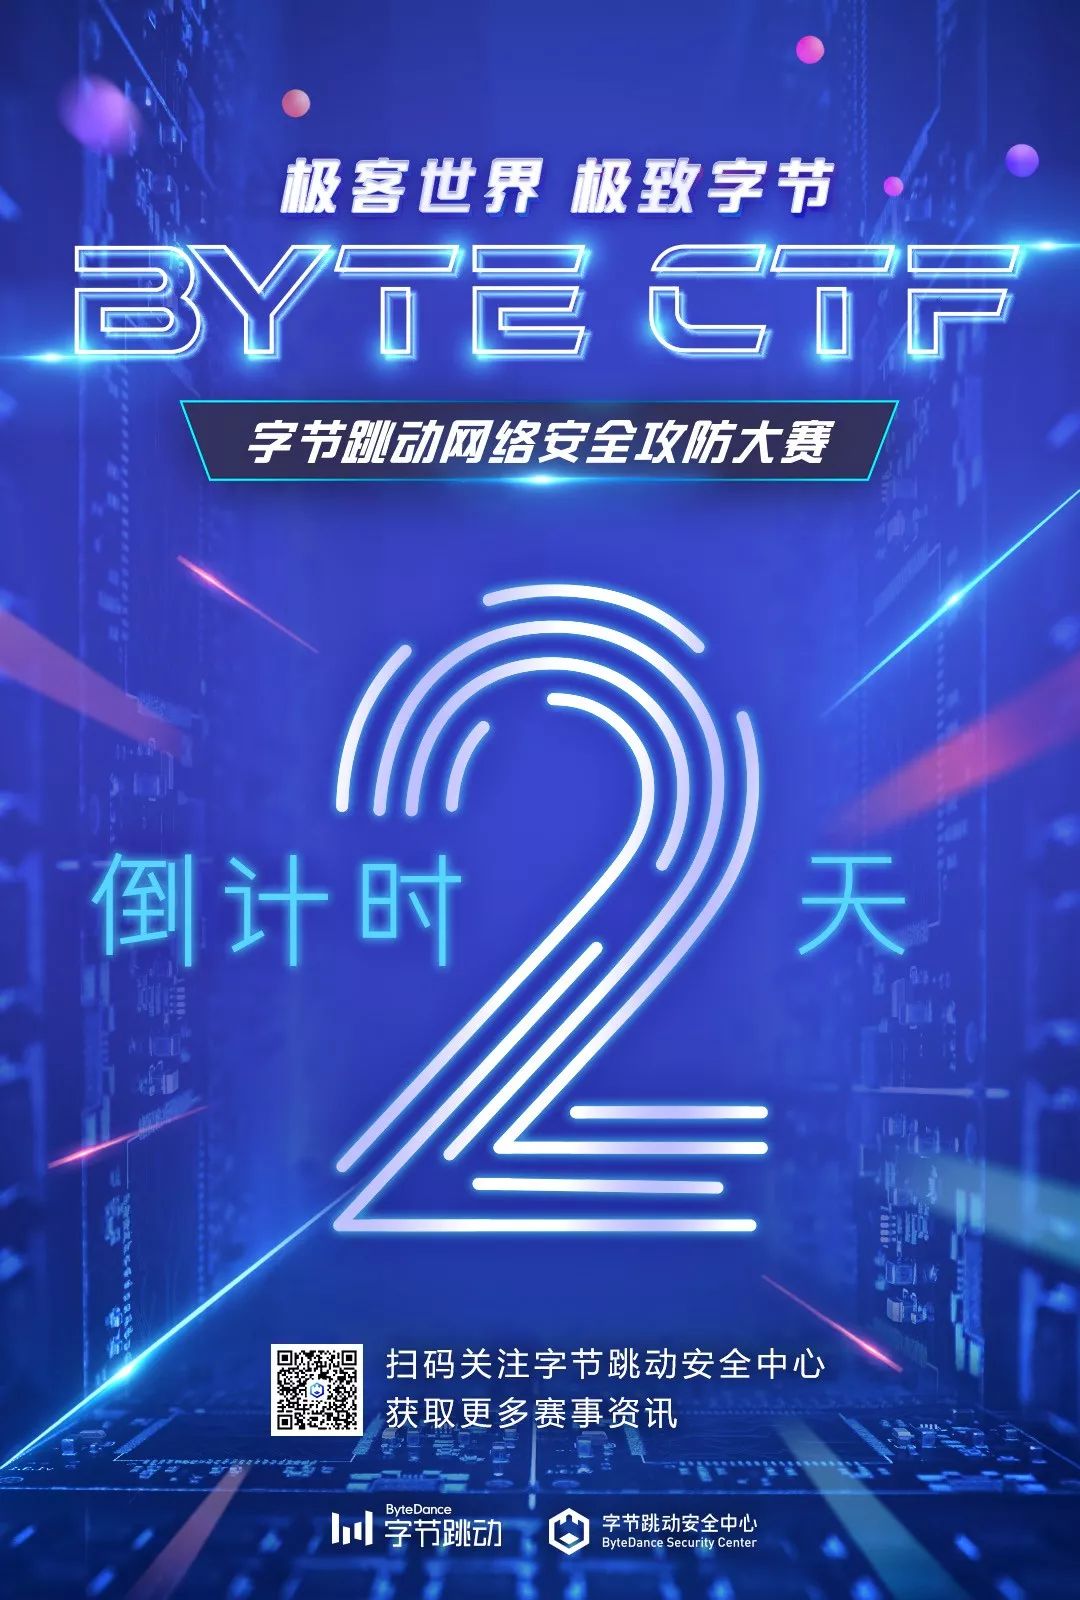 极客世界 极致字节
BYTE CTF
字节跳动网络安全攻防大赛
倒计时2天
扫码关注字节跳动安全中心
获取更多赛事资讯
ByteDance
字节跳动
字节跳动安全中心
ByteDance Security Center